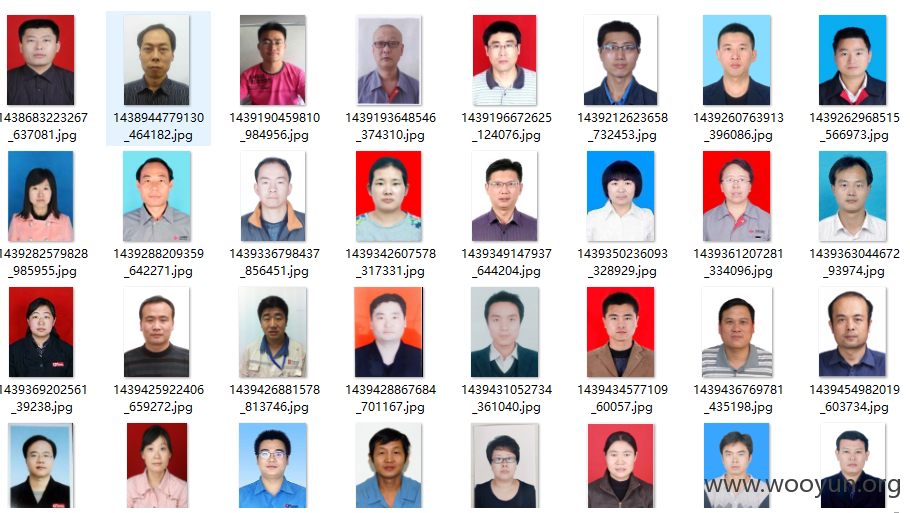 1438683223267 1438944779130 1439190459810 1439193648546 1439196672625 1439212623658 1439260763913 1439262968515
_637081.jpg _464182.jpg _984956.jpg _374310.jpg _124076.jpg _732453.jpg _396086.jpg _566973.jpg
1439282579828 1439288209359 1439336798437 1439342607578 1439349147937 1439350236093 1439361207281 1439363044672
_985955.jpg _642271.jpg _856451.jpg _317331.jpg _644204.jpg _328929.jpg _334096.jpg _93974.jpg
1439369202561 1439425922406 1439426881578 1439428867684 1439431052734 1439434577109 1439436769781 1439454982019
_39238.jpg _659272.jpg _813746.jpg _701167.jpg _361040.jpg _60057.jpg _435198.jpg _603734.jpg
www.wooyun.org